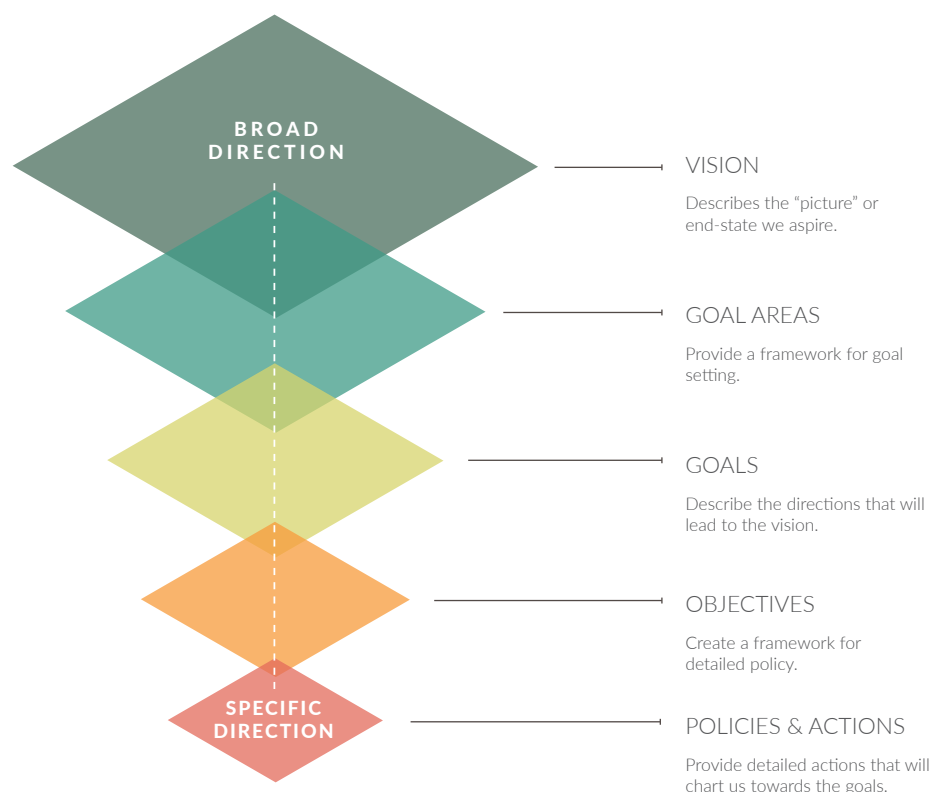 BROAD
DIRECTION
VISION
Describes the “picture” or
end-state we aspire.
GOAL AREAS
Provide a framework for goal
setting.
GOALS
Describe the directions that will
lead to the vision.
OBJECTIVES
Create a framework for
detailed policy.
SPECIFIC
DIRECTION
POLICIES & ACTIONS
Provide detailed actions that will
chart us towards the goals.